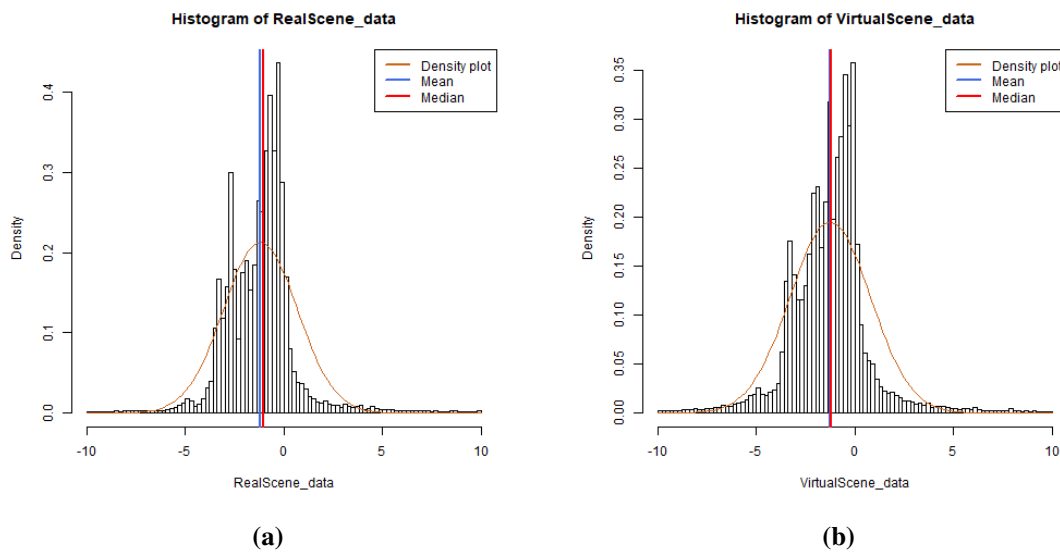 Histogram of RealScene_data
Density plot
Mean
Median
Density
0.0
0.1
0.2
0.3
0.4
-10
-5
0
5
10
RealScene_data
(a)
Histogram of VirtualScene_data
Density plot
Mean
Median
Density
0.00
0.05
0.10
0.15
0.20
0.25
0.30
0.35
-10
-5
0
5
10
VirtualScene_data
(b)